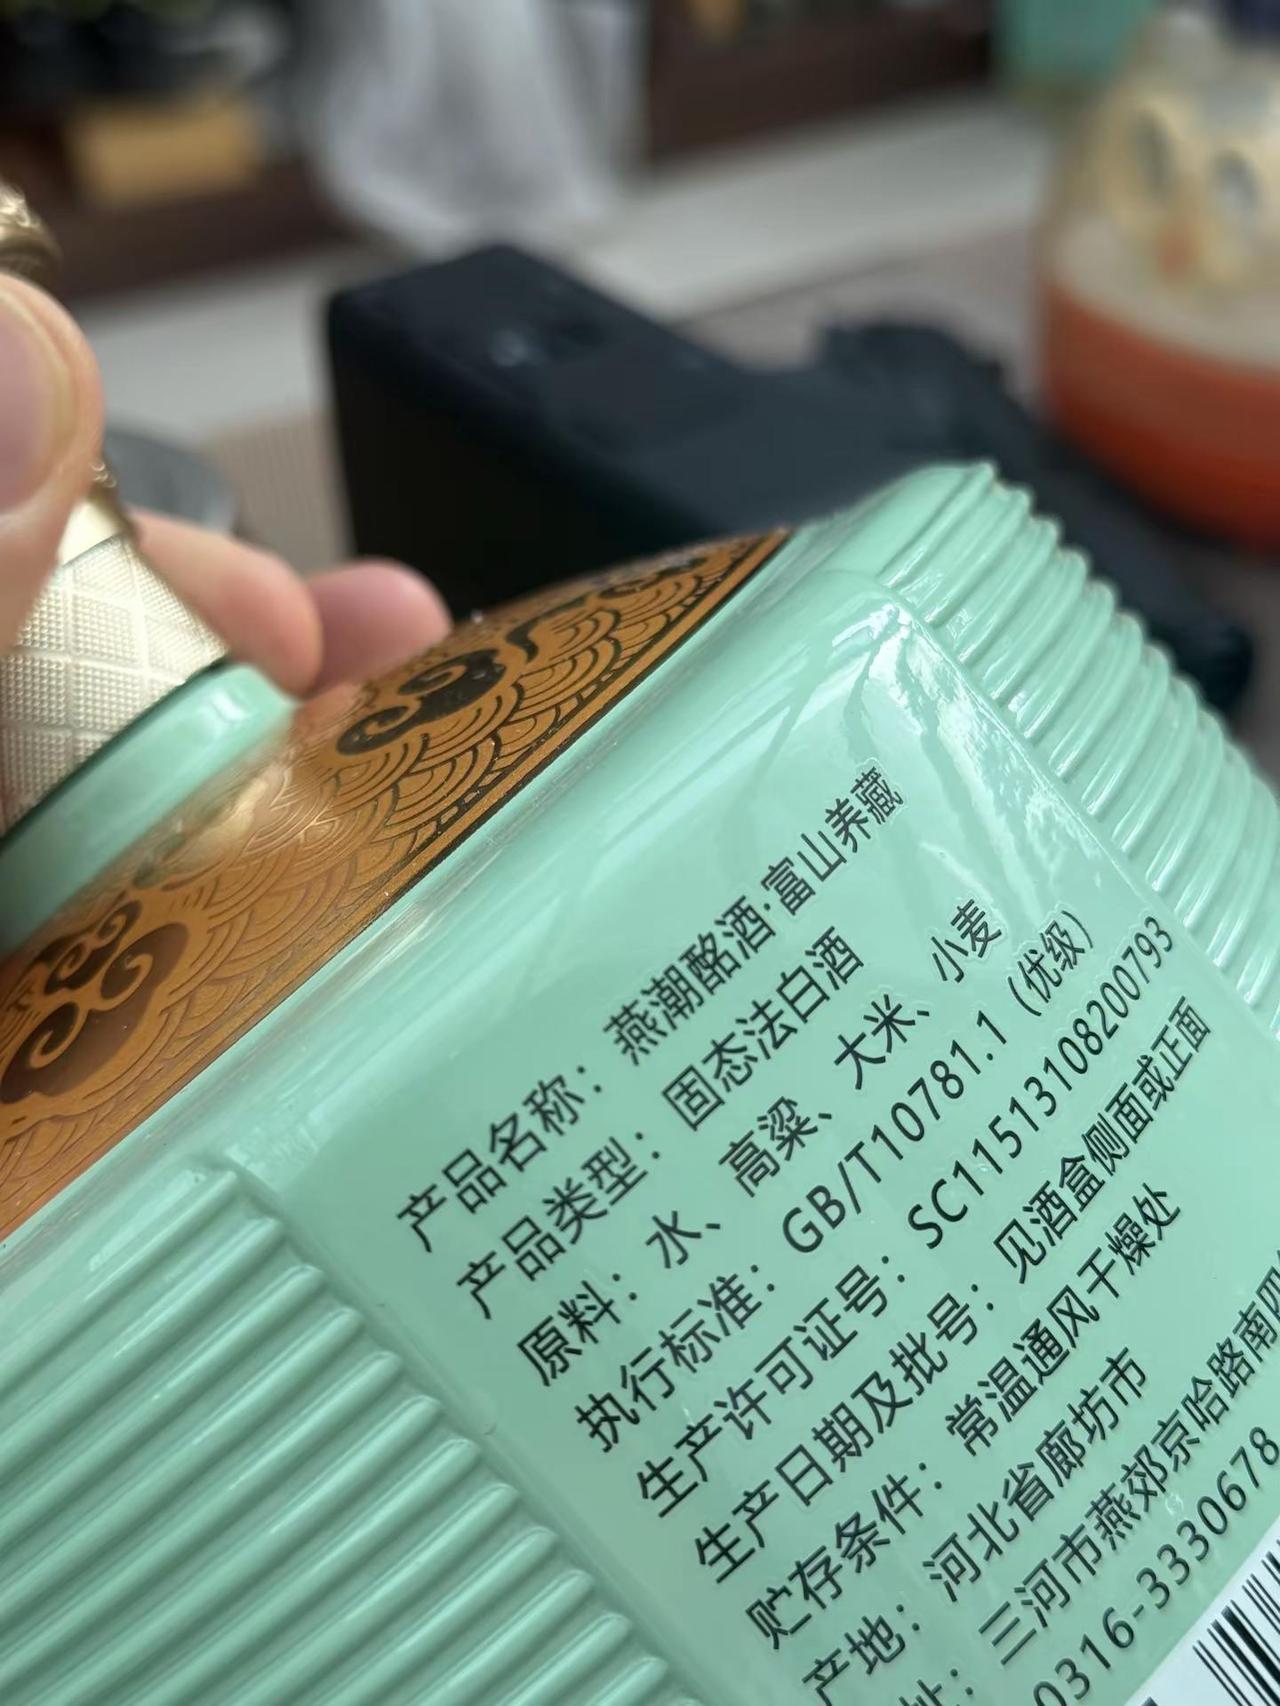 产品名称：燕潮酩酒·富山养藏
产品类型：固态法白酒
原料：水、高粱、大米、小麦
执行标准：GB/T10781.1（优级）
生产许可证号：SC11513108200793
生产日期及批号：见酒盒侧面或正面
贮存条件：常温通风干燥处
产地：河北省廊坊市
址：三河市燕郊京哈路南四
0316-3330678